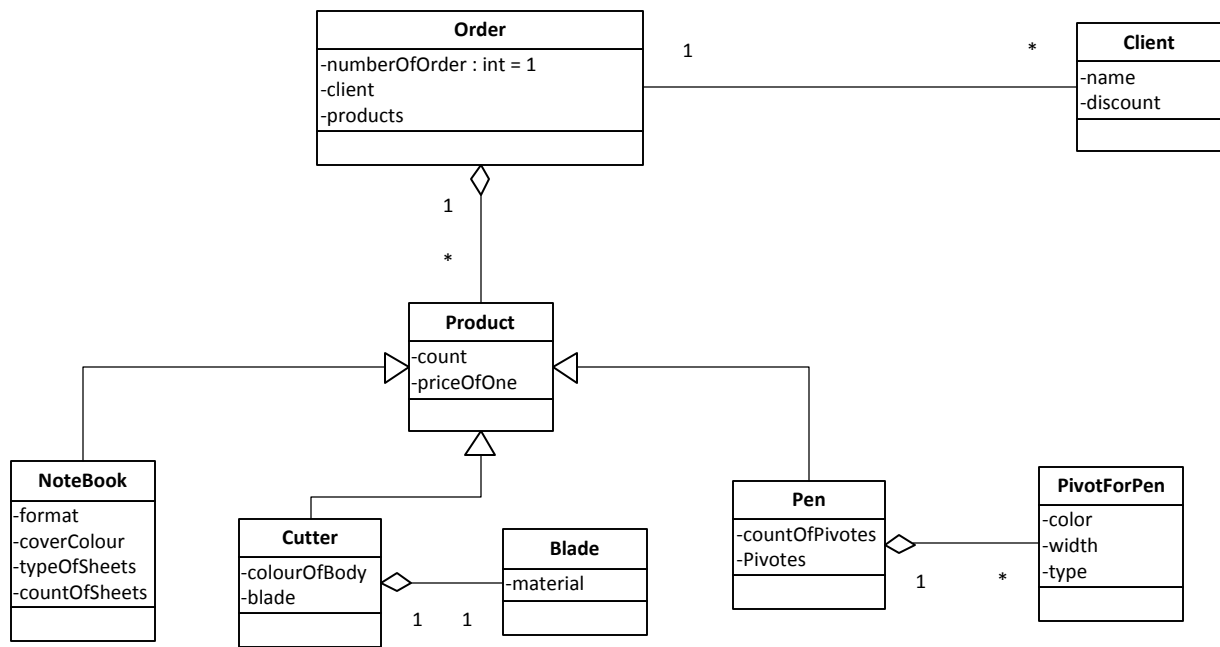 Order
-numberOfOrder : int = 1
-client
-products
1
*
Client
-name
-discount
1
*
Product
-count
-priceOfOne
NoteBook
-format
-coverColour
-typeOfSheets
-countOfSheets
Cutter
-colourOfBody
-blade
1
1
Blade
-material
Pen
-countOfPivotes
-Pivotes
1
*
PivotForPen
-color
-width
-type